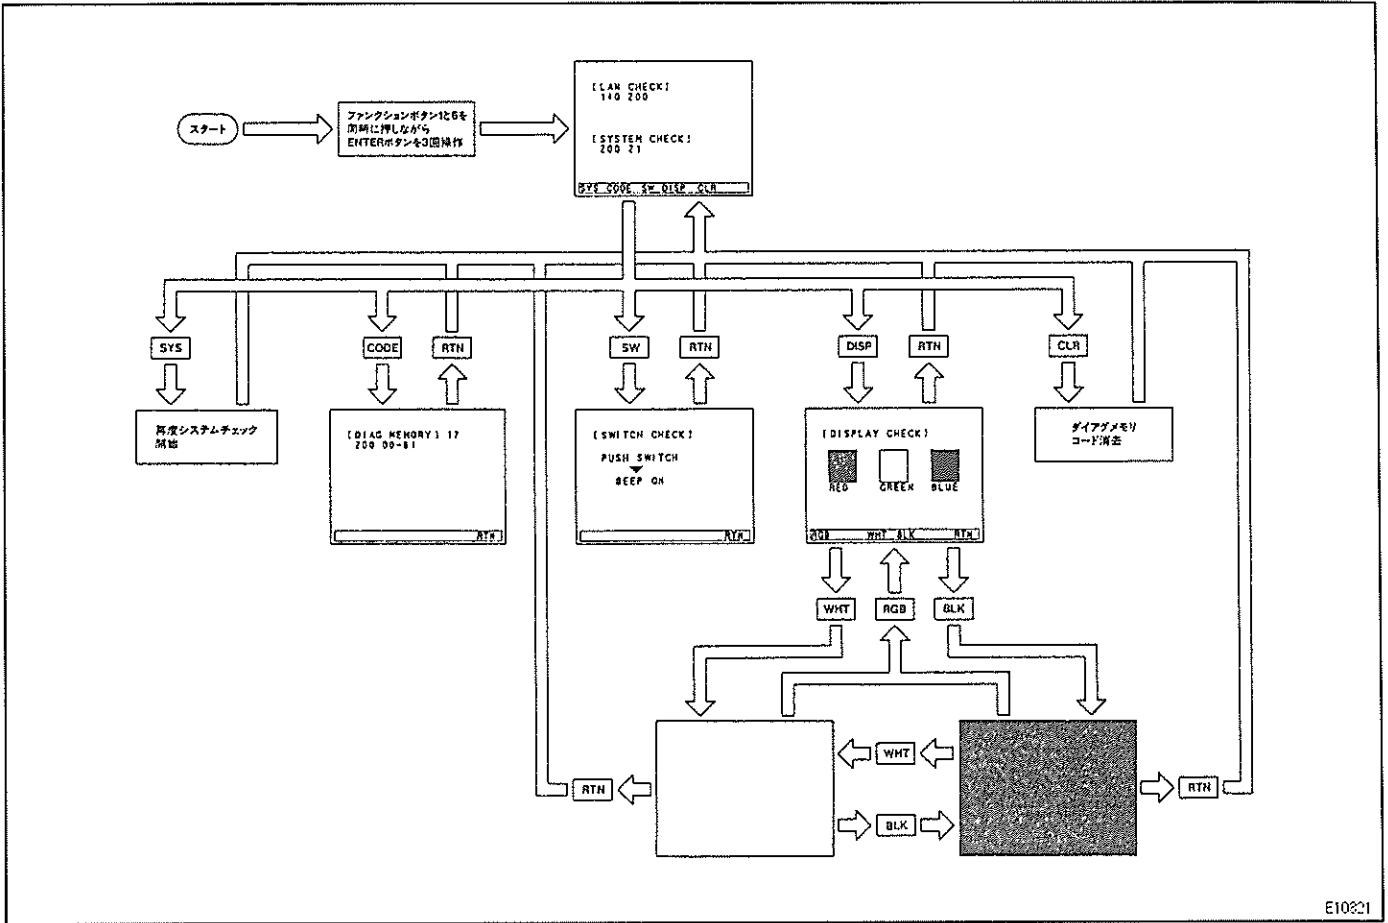 スタート
ファンクションボタン1と6を
同時に押しながら
ENTERボタンを3回操作
[LAN CHECK]
140 200
[SYSTEM CHECK]
200 21
SYS CODE SW DISP CLR
SYS
CODE
RTN
SW
RTN
DISP
RTN
CLR
再度システムチェック
開始
[DIAG MEMORY] 17
200 00-81
RTN
[SWITCH CHECK]
PUSH SWITCH
BEEP ON
RTN
[DISPLAY CHECK]
RED GREEN BLUE
RGB WHT BLK RTN
ダイアグメモリ
コード消去
WHT
RGB
BLK
WHT
RTN
RTN
BLK
E10821